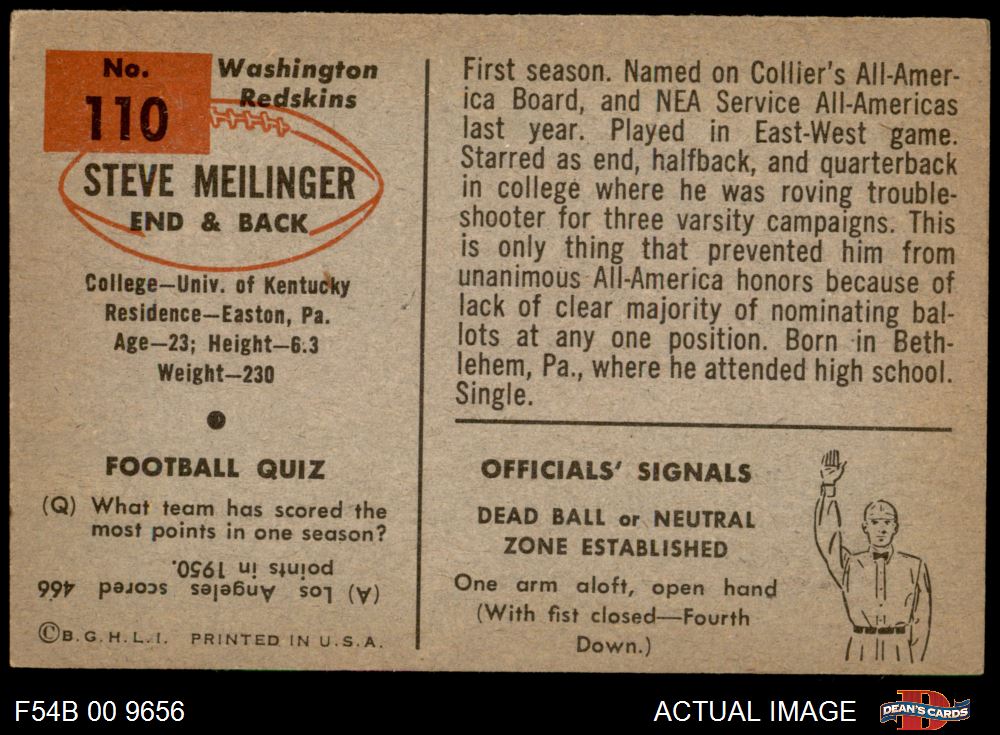 No.
110
Washington
Redskins
STEVE MEILINGER
END & BACK
College—Univ. of Kentucky
Residence—Easton, Pa.
Age—23; Height—6.3
Weight—230
FOOTBALL QUIZ
(Q) What team has scored the
most points in one season?
(A) Los Angeles scored 466
points in 1950.
©B.G.H.L.I. PRINTED IN U.S.A.
First season. Named on Collier's All-Amer-
ica Board, and NEA Service All-Americas
last year. Played in East-West game.
Starred as end, halfback, and quarterback
in college where he was roving trouble-
shooter for three varsity campaigns. This
is only thing that prevented him from
unanimous All-America honors because of
lack of clear majority of nominating bal-
lots at any one position. Born in Beth-
lehem, Pa., where he attended high school.
Single.
OFFICIALS' SIGNALS
DEAD BALL or NEUTRAL
ZONE ESTABLISHED
One arm aloft, open hand
(With fist closed—Fourth
Down.)
F54B 00 9656
ACTUAL IMAGE
D
DEAN'S CARDS